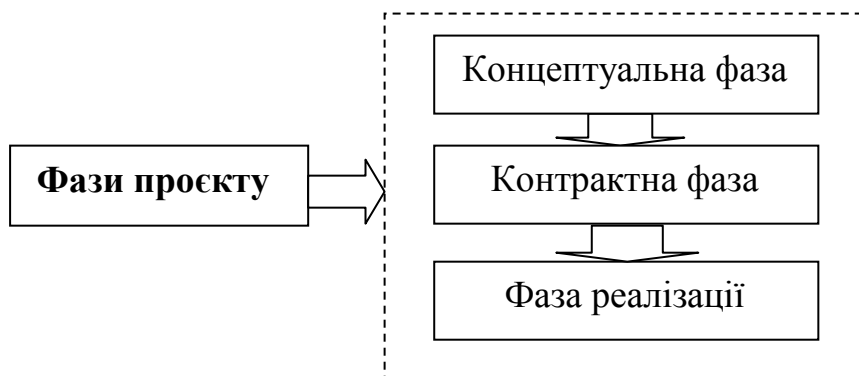 Концептуальна фаза
Фази проєкту
Контрактна фаза
Фаза реалізації